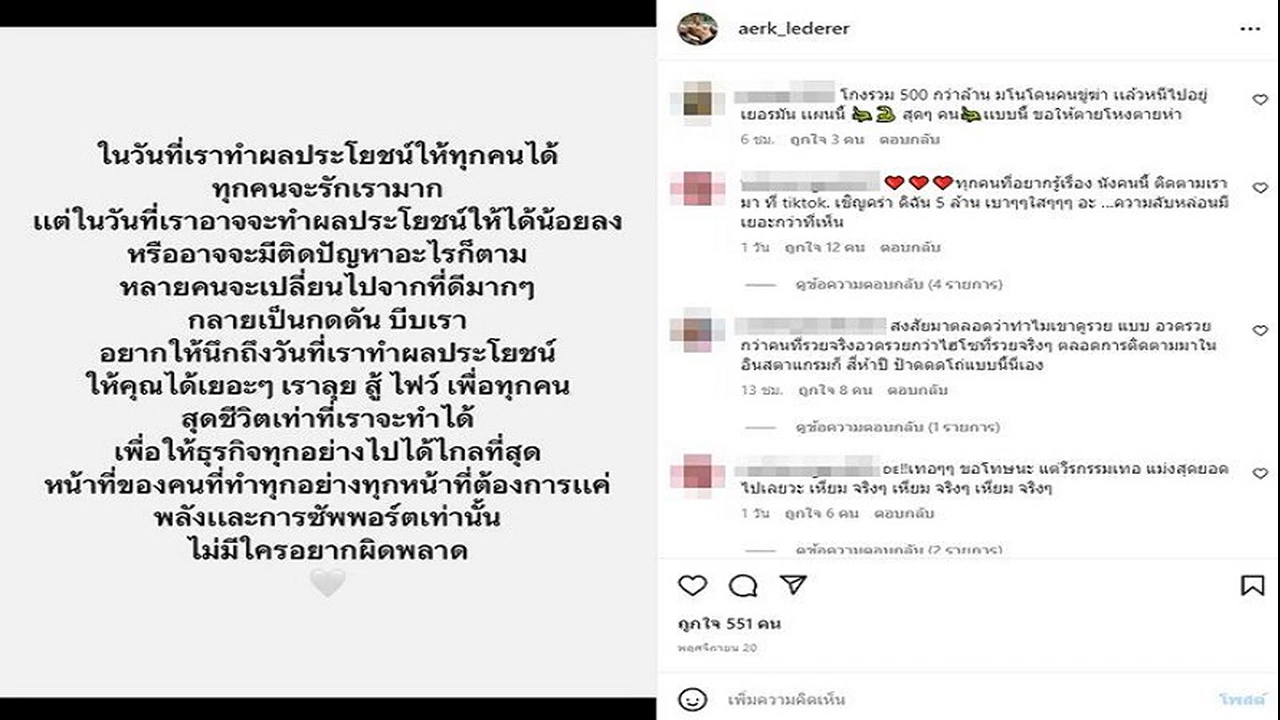 ในวันที่เราทำผลประโยชน์ให้ทุกคนได้
ทุกคนจะรักเรามาก
แต่ในวันที่เราอาจจะทำผลประโยชน์ให้ได้น้อยลง
หรืออาจจะมีติดปัญหาอะไรก็ตาม
หลายคนจะเปลี่ยนไปจากที่ดีมากๆ
กลายเป็นกดดัน บีบเรา
อยากให้นึกถึงวันที่เราทำผลประโยชน์
ให้คุณได้เยอะๆ เราลุย สู้ ไฟว์ เพื่อทุกคน
สุดชีวิตเท่าที่เราจะทำได้
เพื่อให้ธุรกิจทุกอย่างไปได้ไกลที่สุด
หน้าที่ของคนที่ทำทุกอย่างทุกหน้าที่ต้องการแค่
พลังและการซัพพอร์ตเท่านั้น
ไม่มีใครอยากผิดพลาด
aerk_lederer
โกงรวม 500 กว่าล้าน มโนโดนคนขู่ฆ่า แล้วหนีไปอยู่
เยอรมัน แผนนี้ สุดๆ คน แบบนี้ ขอให้ตายโหงตายห่า
6 ชม. ถูกใจ 3 คน ตอบกลับ
ทุกคนที่อยากรู้เรื่อง นังคนนี้ ติดตามเรา
มา ที่ tiktok. เชิญคร่า ดิฉัน 5 ล้าน เบาๆๆใสๆๆๆ อะ ...ความลับหล่อนมี
เยอะกว่าที่เห็น
1 วัน ถูกใจ 12 คน ตอบกลับ
ดูข้อความตอบกลับ (4 รายการ)
สงสัยมาตลอดว่าทำไมเขาดูรวย แบบ อวดรวย
กว่าคนที่รวยจริงอวดรวยกว่าไฮโซที่รวยจริงๆ ตลอดการติดตามมาใน
อินสตาแกรมก็ สี่ห้าปี ป้าดดดโถ่แบบนี้นี่เอง
13 ชม. ถูกใจ 8 คน ตอบกลับ
ดูข้อความตอบกลับ (1 รายการ)
DE!!เทอๆๆ ขอโทษนะ แต่วีรกรรมเทอ แม่งสุดยอด
ไปเลยวะ เหี้ยม จริงๆ เหี้ยม จริงๆ เหี้ยม จริงๆ
1 วัน ถูกใจ 6 คน ตอบกลับ
ดูข้อความตอบกลับ (2 รายการ)
ถูกใจ 551 คน
พฤศจิกายน 20
เพิ่มความคิดเห็น
โพสต์